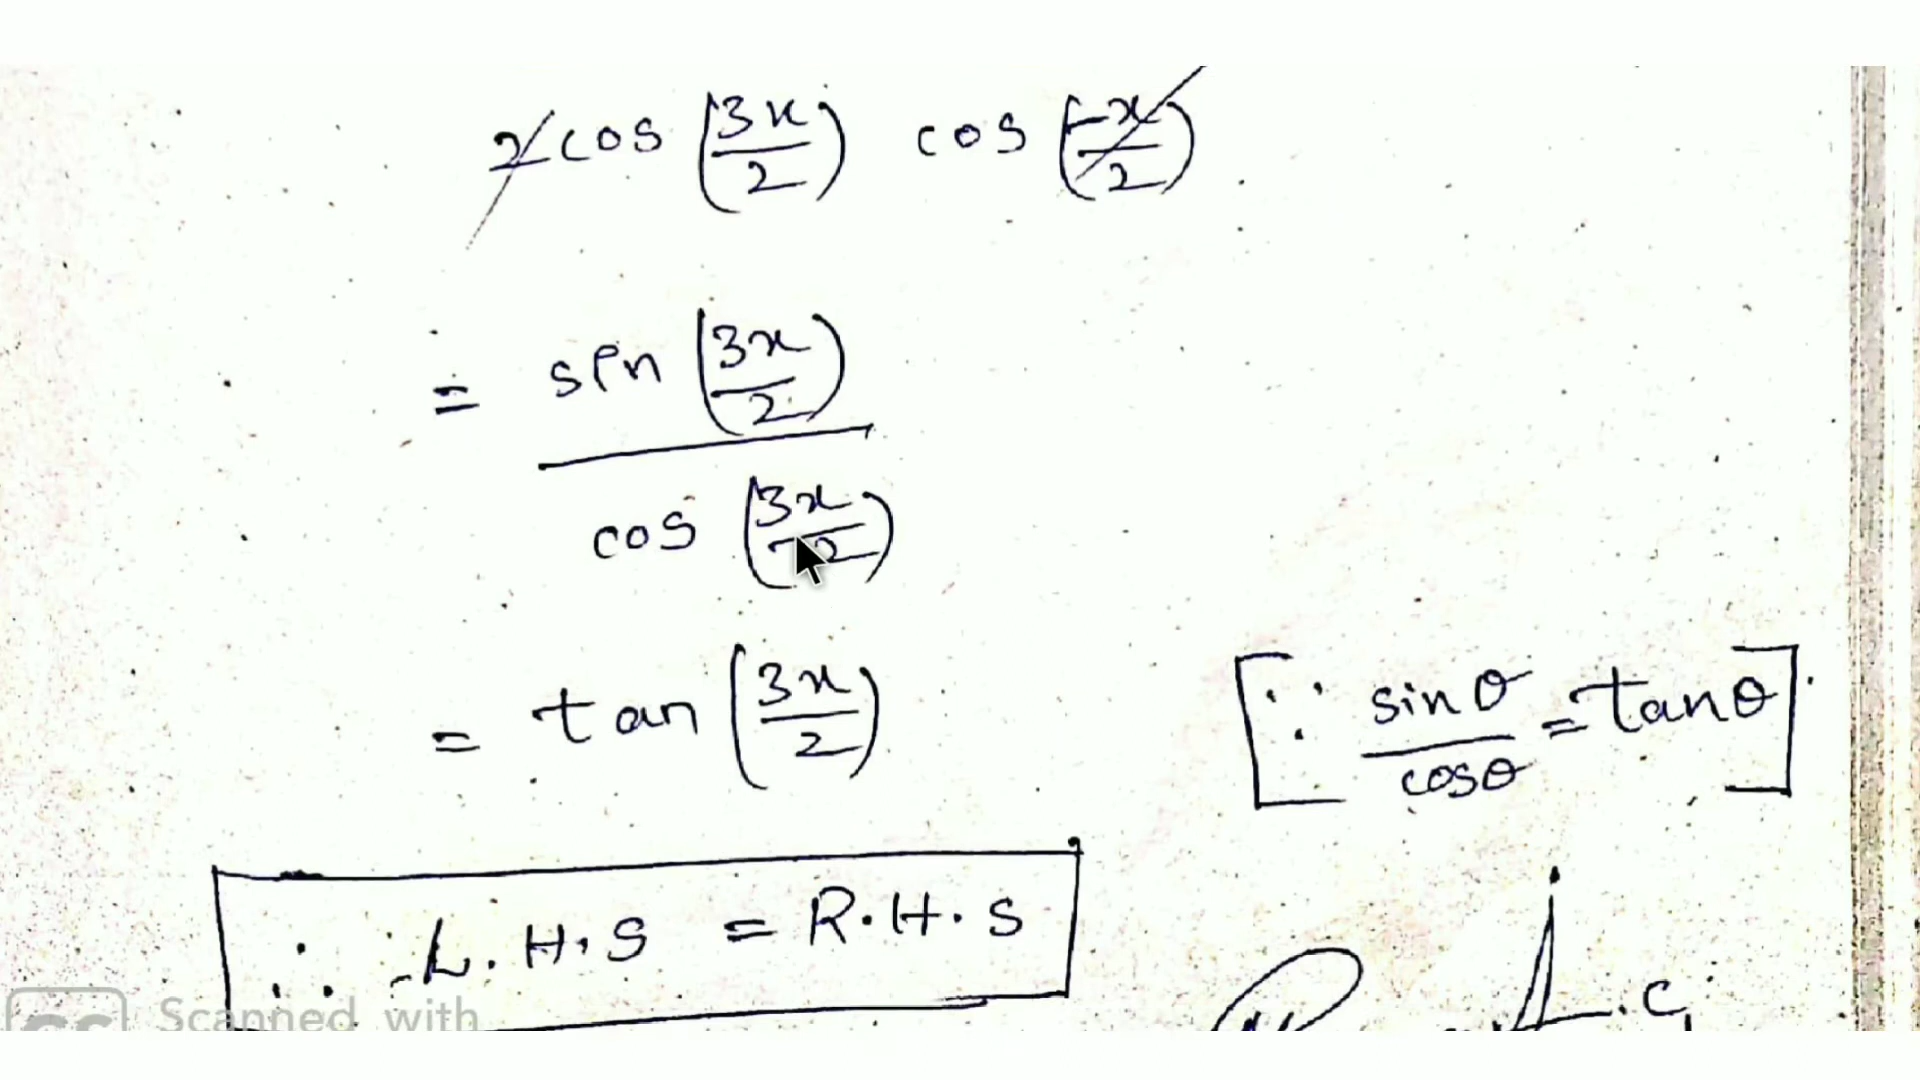 2 cos (3x/2) cos (-x/2)
= sin (3x/2)
cos (3x/2)
= tan (3x/2) [∵ sinθ/cosθ = tanθ]
∴ L.H.S = R.H.S
Scanned with